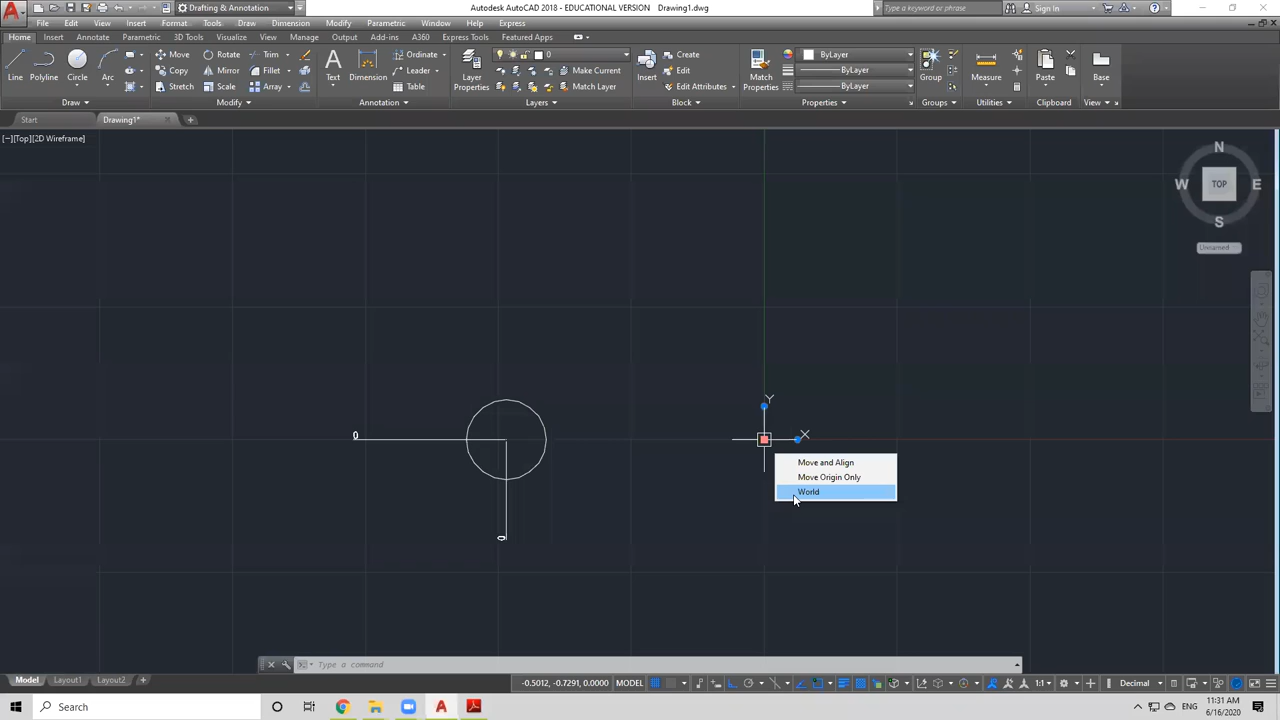 Drafting & Annotation
Autodesk AutoCAD 2018 - EDUCATIONAL VERSION Drawing1.dwg
Type a keyword or phrase
Sign In
File Edit View Insert Format Tools Draw Dimension Modify Parametric Window Help Express
Home Insert Annotate Parametric 3D Tools Visualize View Manage Output Add-ins A360 Express Tools Featured Apps
Line Polyline Circle Arc
Move Rotate Trim
Copy Mirror Fillet
Stretch Scale Array
Text Dimension
Ordinate
Leader
Table
Layer Properties
0
Make Current
Match Layer
Insert
Create
Edit
Edit Attributes
Match Properties
ByLayer
ByLayer
ByLayer
Group
Measure
Paste
Base
Draw Modify Annotation Layers Block Properties Groups Utilities Clipboard View
Start Drawing1*
[−][Top][2D Wireframe]
N
W TOP E
S
Unnamed
Y
X
0
0
Move and Align
Move Origin Only
World
Type a command
Model Layout1 Layout2
-0.5012, -0.7291, 0.0000 MODEL
1:1
Decimal
Search
ENG
11:31 AM
6/16/2020